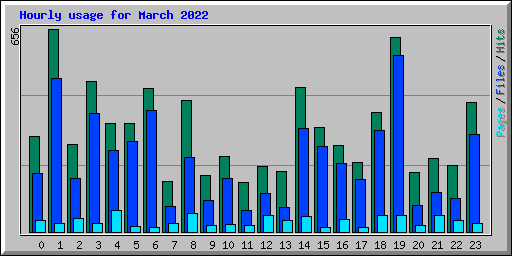 Hourly usage for March 2022
656
Pages/Files/Hits
0 1 2 3 4 5 6 7 8 9 10 11 12 13 14 15 16 17 18 19 20 21 22 23